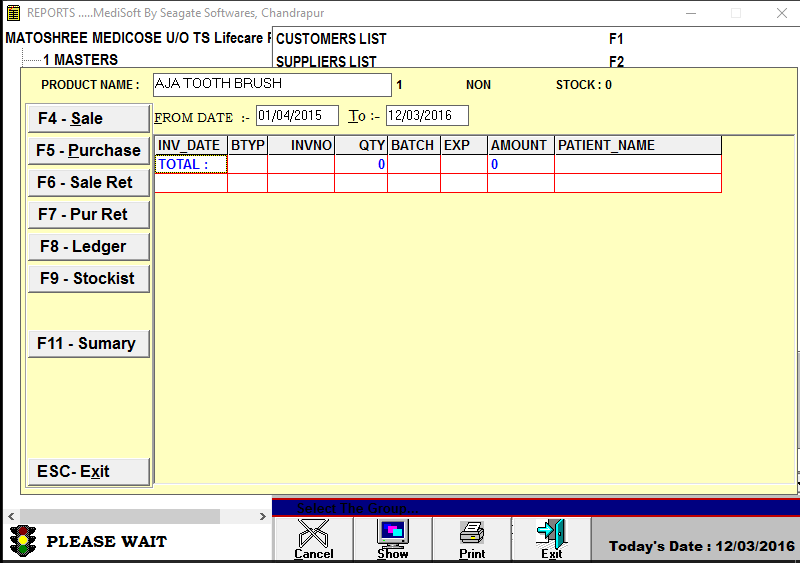 REPORTS .....MediSoft By Seagate Softwares, Chandrapur
MATOSHREE MEDICOSE U/O TS Lifecare
CUSTOMERS LIST F1
1 MASTERS
SUPPLIERS LIST F2
PRODUCT NAME : AJA TOOTH BRUSH 1 NON STOCK : 0
F4 - Sale
FROM DATE :- 01/04/2015 To :- 12/03/2016
F5 - Purchase
INV_DATE BTYP INVNO QTY BATCH EXP AMOUNT PATIENT_NAME
TOTAL : 0 0
F6 - Sale Ret
F7 - Pur Ret
F8 - Ledger
F9 - Stockist
F11 - Sumary
ESC- Exit
Select The Group...
PLEASE WAIT
Cancel Show Print Exit
Today's Date : 12/03/2016